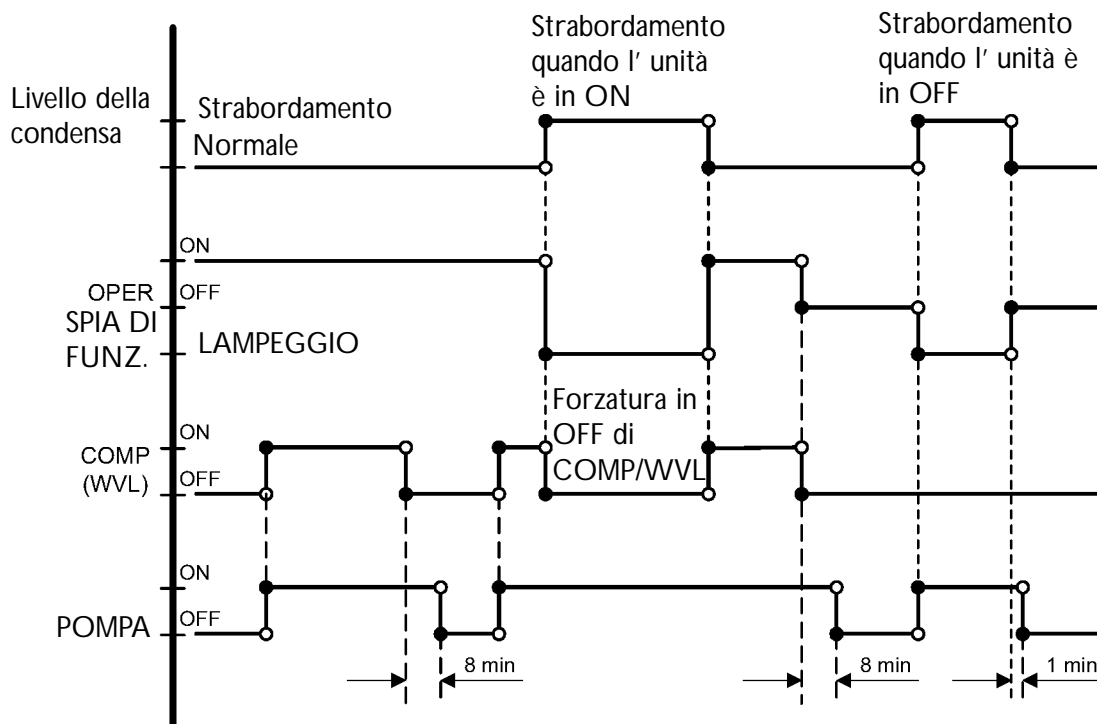 Strabordamento
quando l' unità
è in ON
Strabordamento
quando l' unità è
in OFF
Livello della
condensa
Strabordamento
Normale
ON
OPER
OFF
SPIA DI
FUNZ.
LAMPEGGIO
Forzatura in
OFF di
COMP/WVL
ON
COMP
(WVL)
OFF
ON
POMPA
OFF
8 min
8 min
1 min